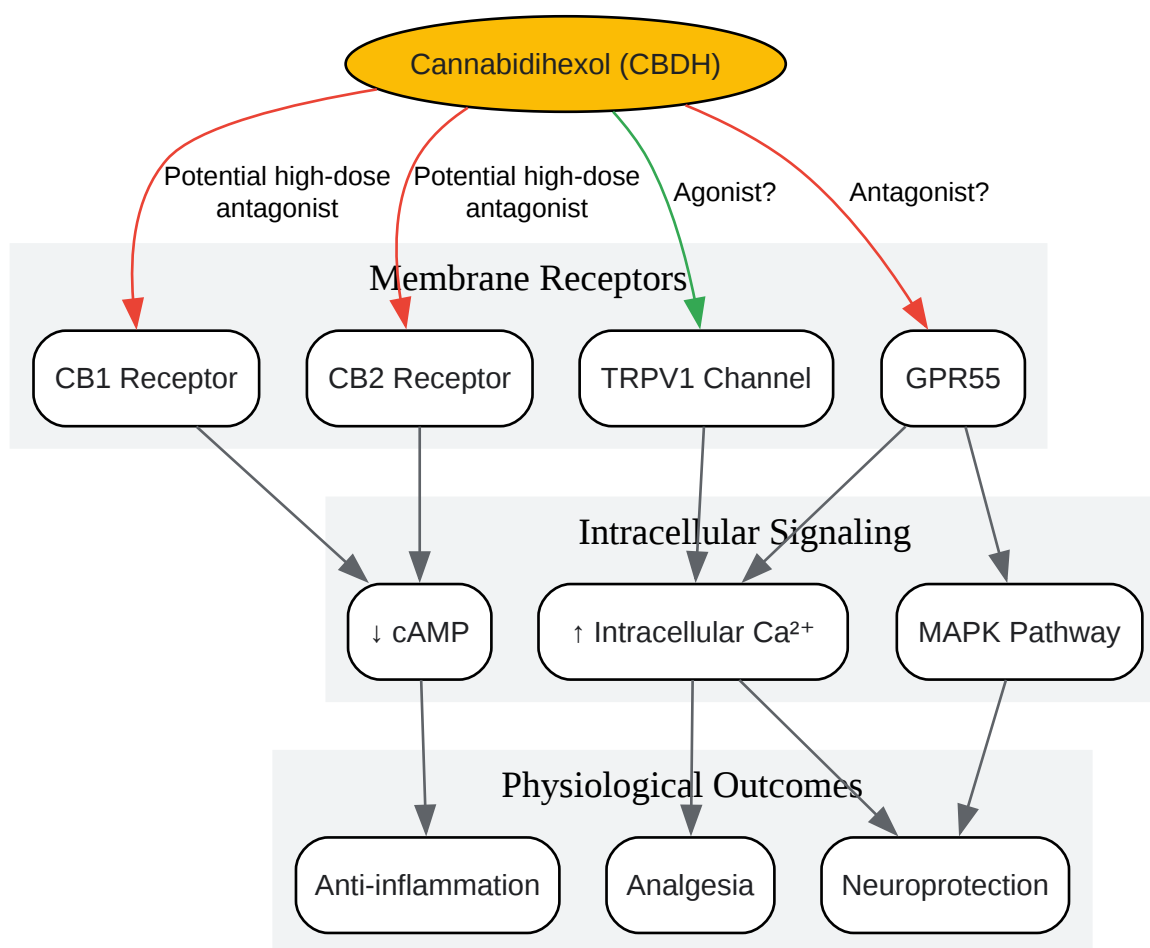 Cannabidihexol (CBDH)
Potential high-dose
antagonist
Potential high-dose
antagonist
Agonist?
Antagonist?
Membrane Receptors
CB1 Receptor
CB2 Receptor
TRPV1 Channel
GPR55
Intracellular Signaling
↓ cAMP
↑ Intracellular Ca²⁺
MAPK Pathway
Physiological Outcomes
Anti-inflammation
Analgesia
Neuroprotection